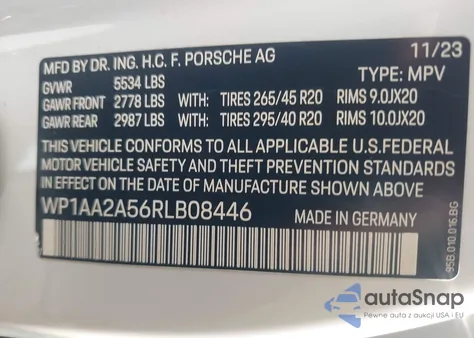 MFD BY DR. ING. H.C. F. PORSCHE AG 11/23
GVWR 5534 LBS TYPE: MPV
GAWR FRONT 2778 LBS WITH: TIRES 265/45 R20 RIMS 9.0JX20
GAWR REAR 2987 LBS WITH: TIRES 295/40 R20 RIMS 10.0JX20
THIS VEHICLE CONFORMS TO ALL APPLICABLE U.S.FEDERAL
MOTOR VEHICLE SAFETY AND THEFT PREVENTION STANDARDS
IN EFFECT ON THE DATE OF MANUFACTURE SHOWN ABOVE
WP1AA2A56RLB08446 MADE IN GERMANY
95B.010.016.BG
autoSnap
Pewne auta z aukcji USA i EU